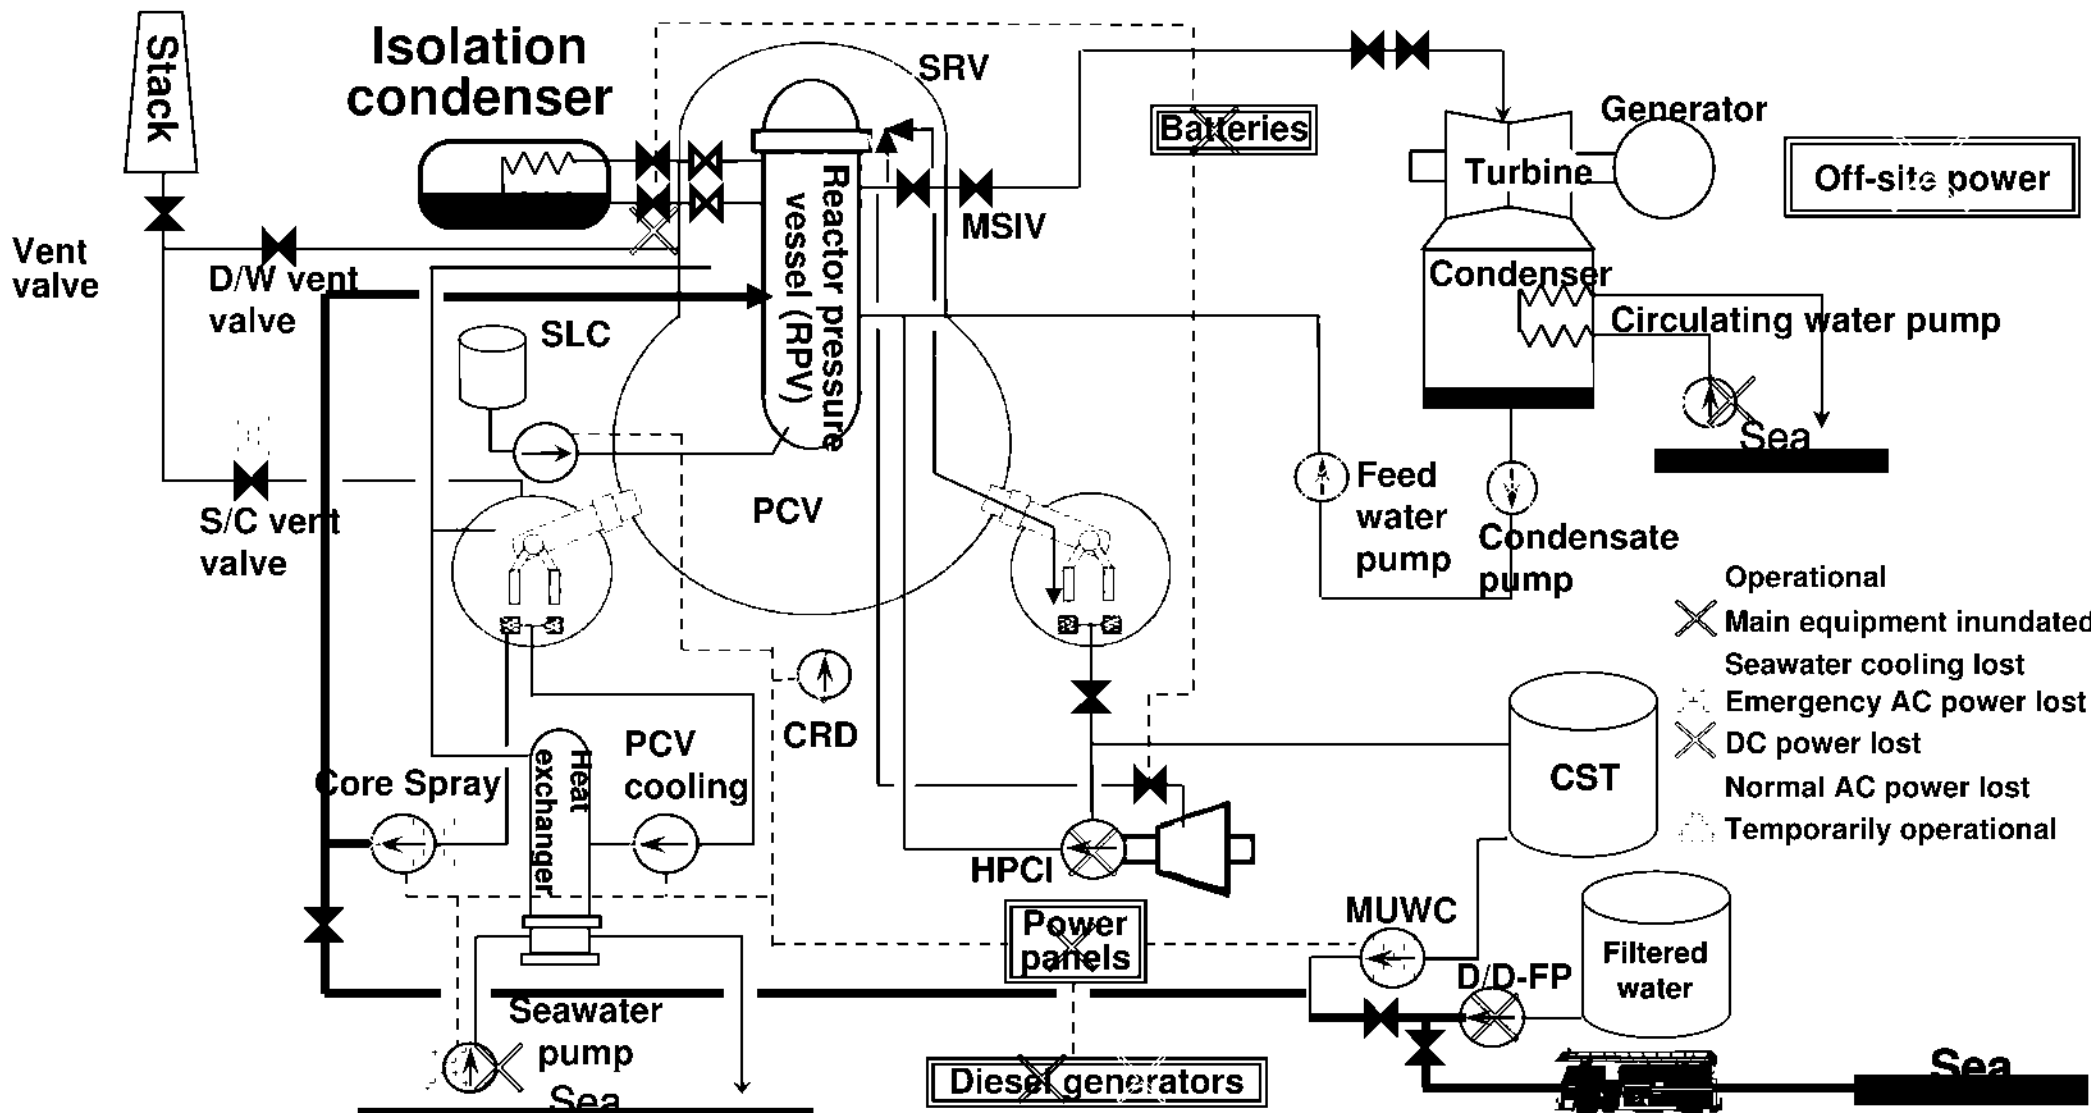 Stack
Isolation
condenser
SRV
Batteries
Generator
Turbine
Off-site power
Reactor pressure
vessel (RPV)
MSIV
Vent
valve
D/W vent
valve
SLC
Condenser
Circulating water pump
Sea
S/C vent
valve
PCV
Feed
water
pump
Condensate
pump
Operational
Main equipment inundated
Seawater cooling lost
Emergency AC power lost
DC power lost
Normal AC power lost
Temporarily operational
CRD
PCV
cooling
Core Spray
Heat
exchanger
CST
HPCI
Power
panels
MUWC
D/D-FP
Filtered
water
Seawater
pump
Sea
Diesel generators
Sea